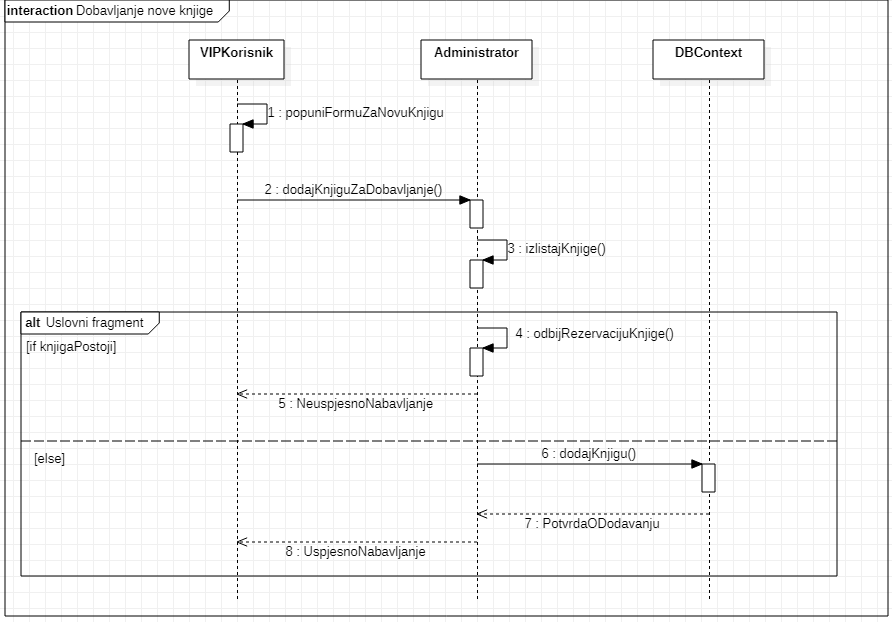 interaction Dobavljanje nove knjige
VIPKorisnik
Administrator
DBContext
1 : popuniFormuZaNovuKnjigu
2 : dodajKnjiguZaDobavljanje()
3 : izlistajKnjige()
alt Uslovni fragment
[if knjigaPostoji]
4 : odbijRezervacijuKnjige()
5 : NeuspjesnoNabavljanje
[else]
6 : dodajKnjigu()
7 : PotvrdaODodavanju
8 : UspjesnoNabavljanje